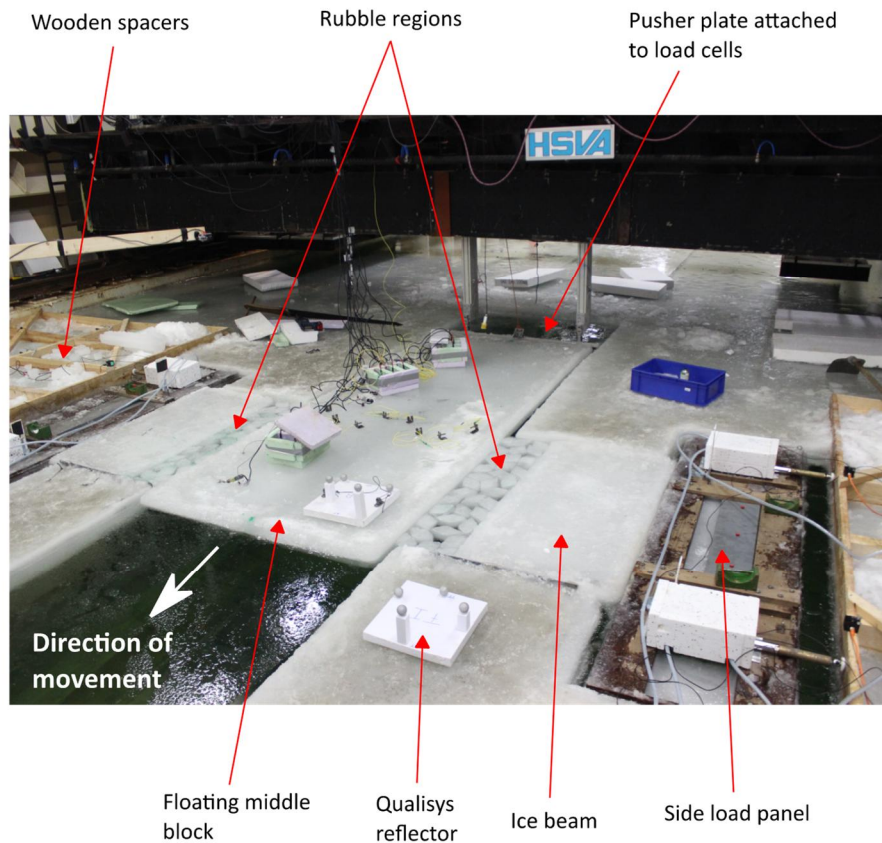 Wooden spacers
Rubble regions
Pusher plate attached
to load cells
HSVA
Direction of
movement
Floating middle
block
Qualisys
reflector
Ice beam
Side load panel